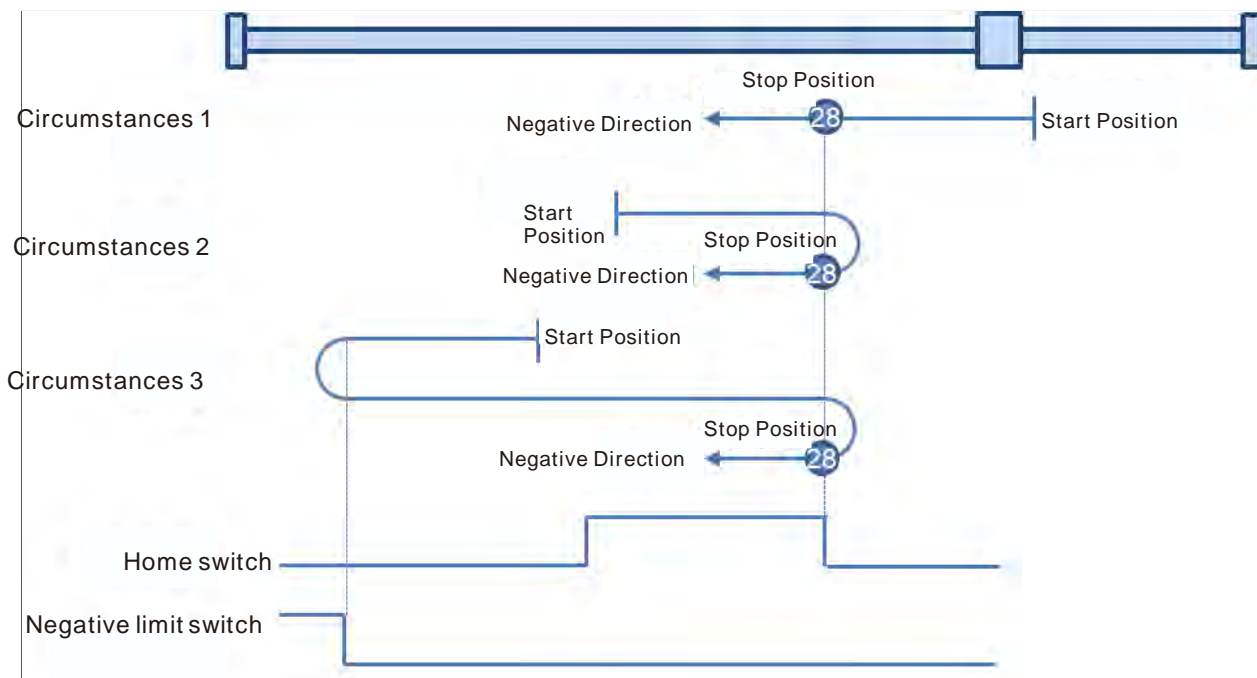 Stop Position
Circumstances 1
Negative Direction
28
Start Position
Start
Position
Circumstances 2
Stop Position
Negative Direction
28
Start Position
Circumstances 3
Stop Position
Negative Direction
28
Home switch
Negative limit switch